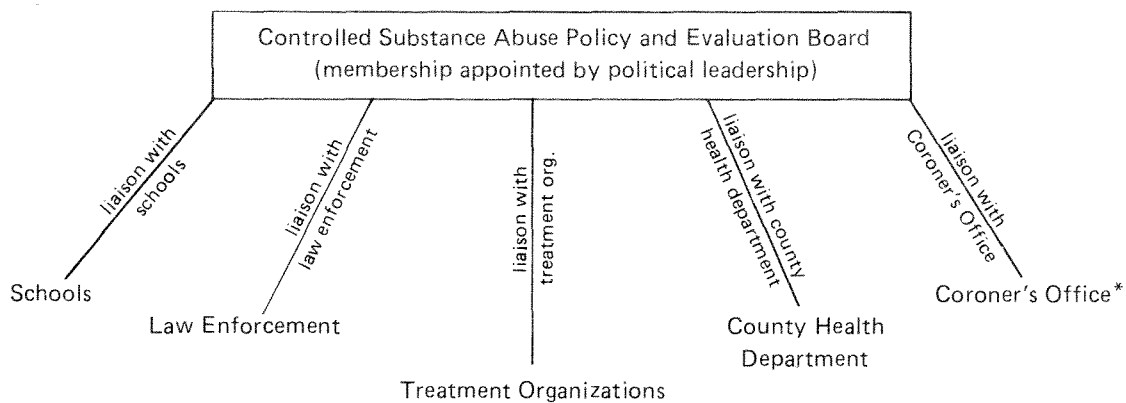 Controlled Substance Abuse Policy and Evaluation Board
(membership appointed by political leadership)
liaison with
schools
liaison with
law enforcement
liaison with
treatment org.
liaison with county
health department
liaison with
Coroner's Office
Schools
Law Enforcement
Treatment Organizations
County Health
Department
Coroner's Office*